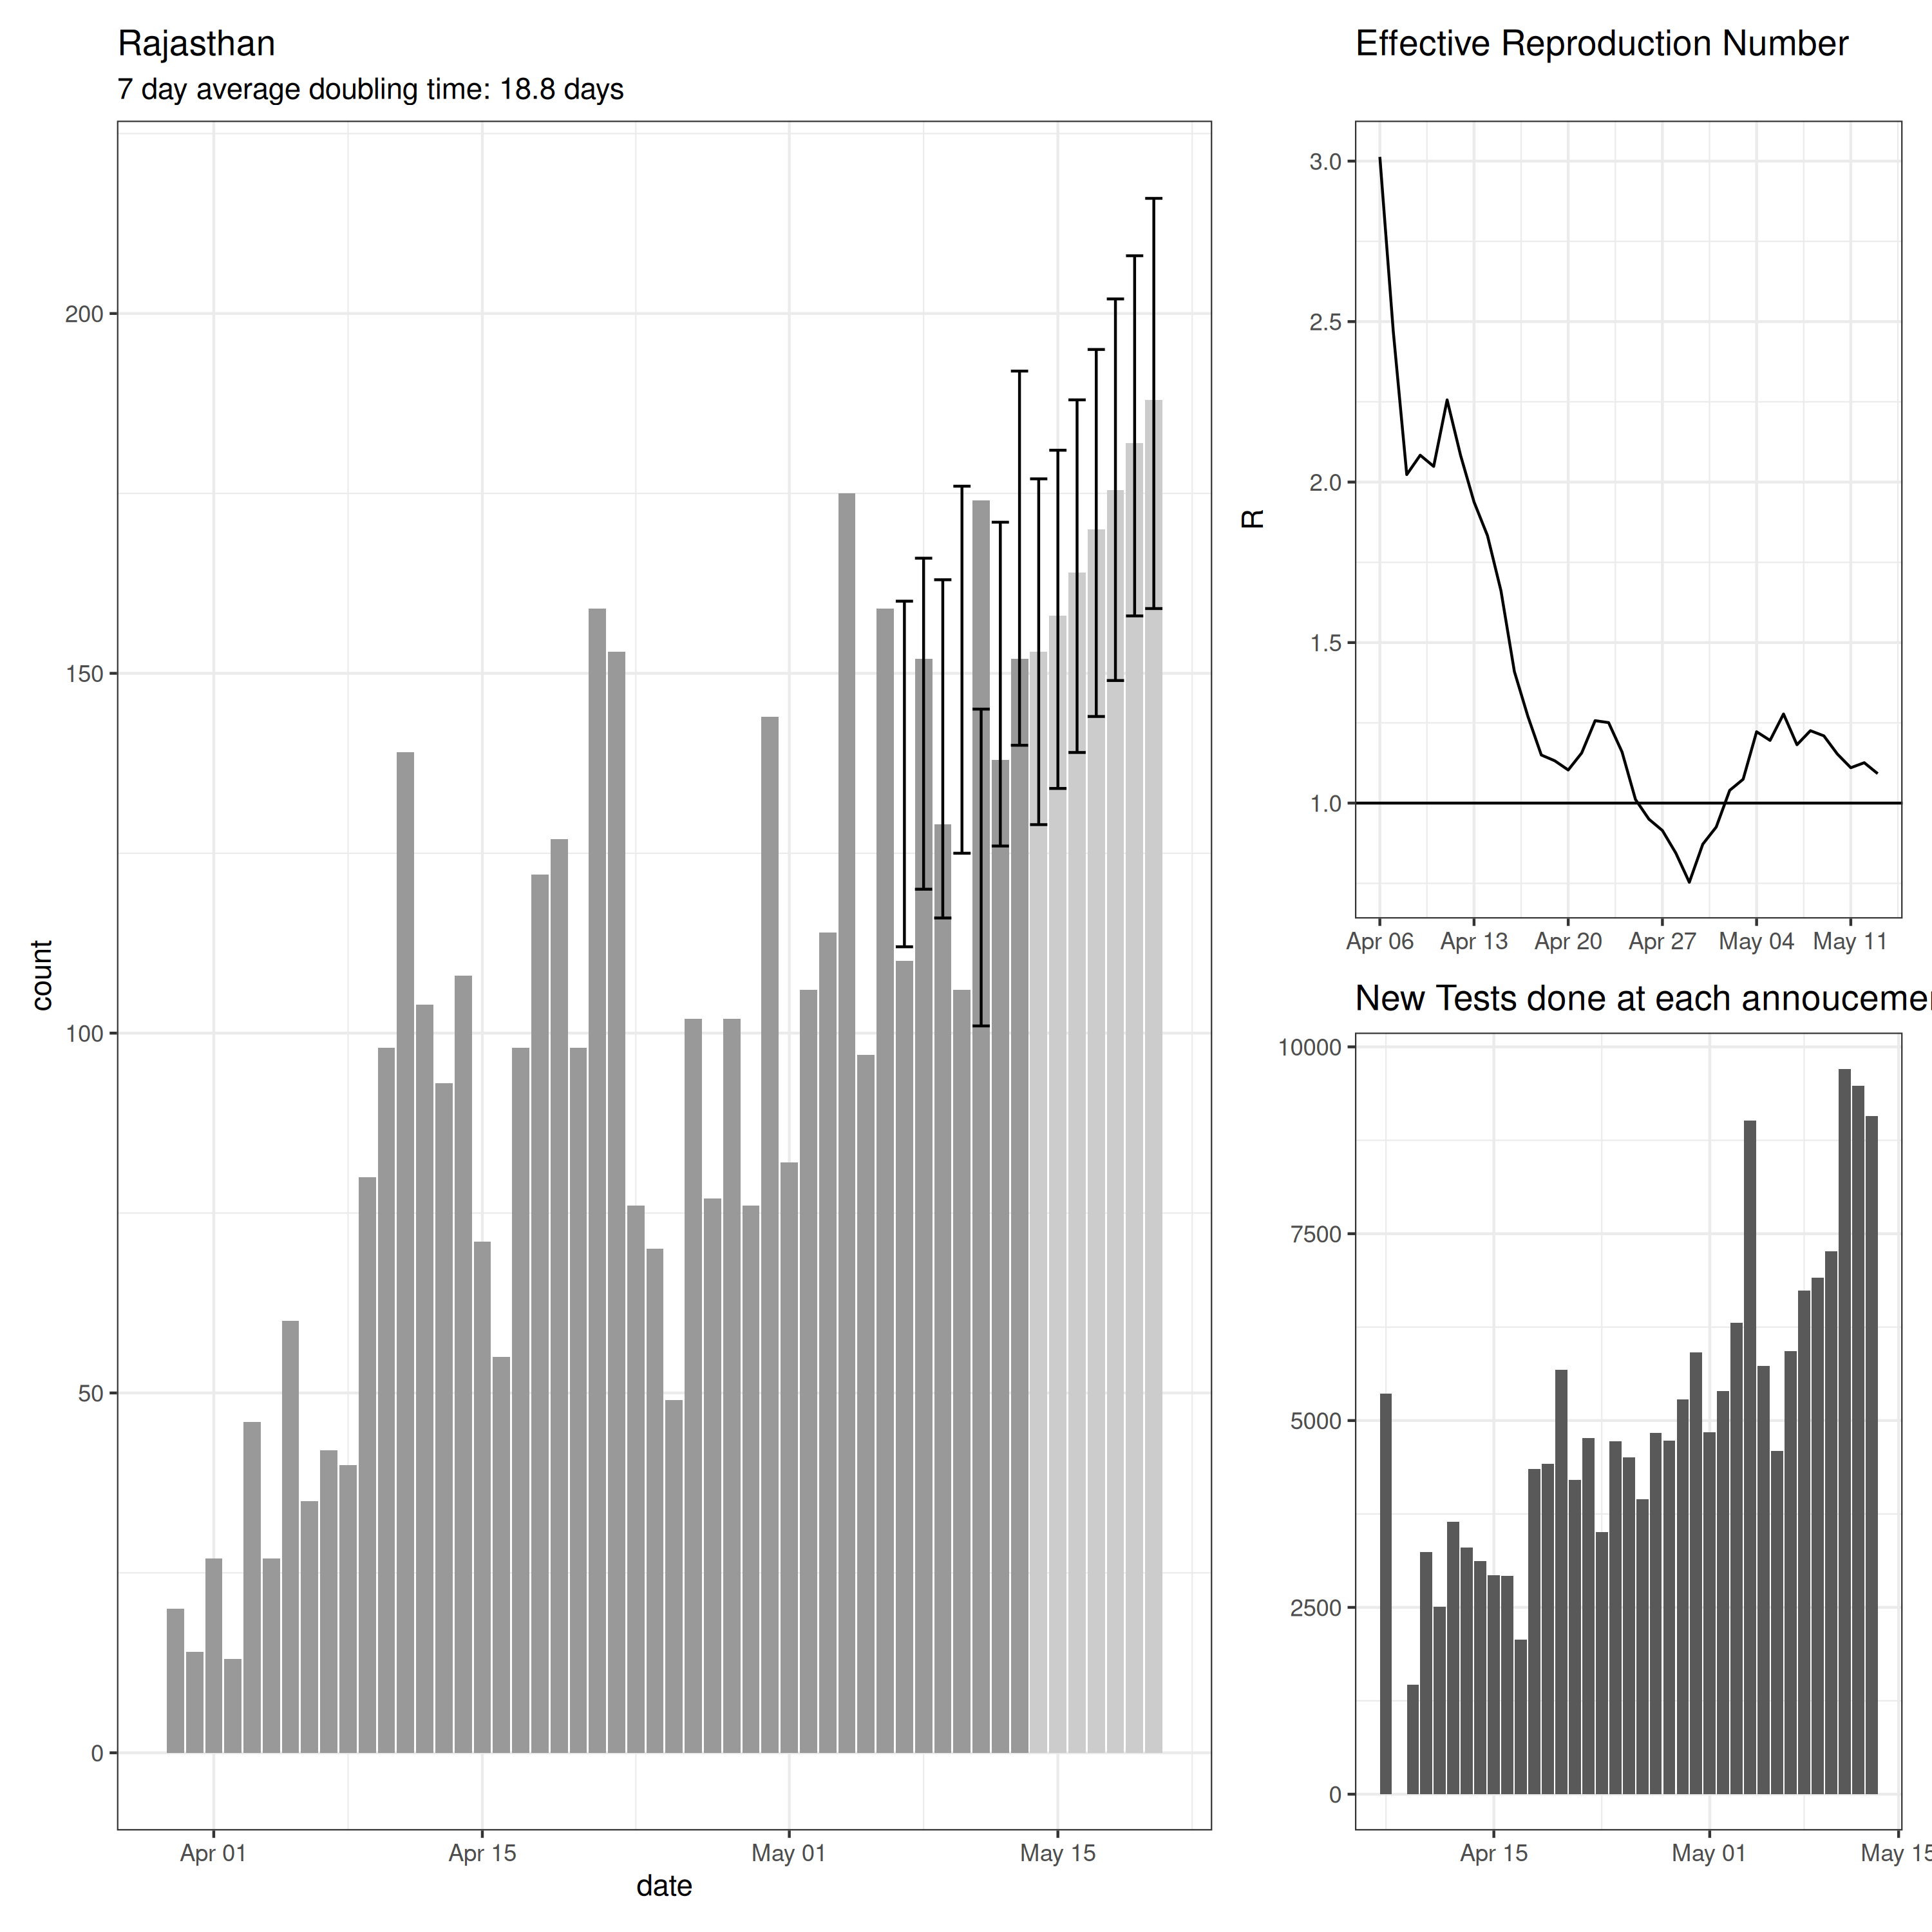 Rajasthan
7 day average doubling time: 18.8 days
count
200
150
100
50
0
Apr 01 Apr 15 May 01 May 15
date
Effective Reproduction Number
R
3.0
2.5
2.0
1.5
1.0
Apr 06 Apr 13 Apr 20 Apr 27 May 04 May 11
New Tests done at each annoucemen
10000
7500
5000
2500
0
Apr 15 May 01 May 15